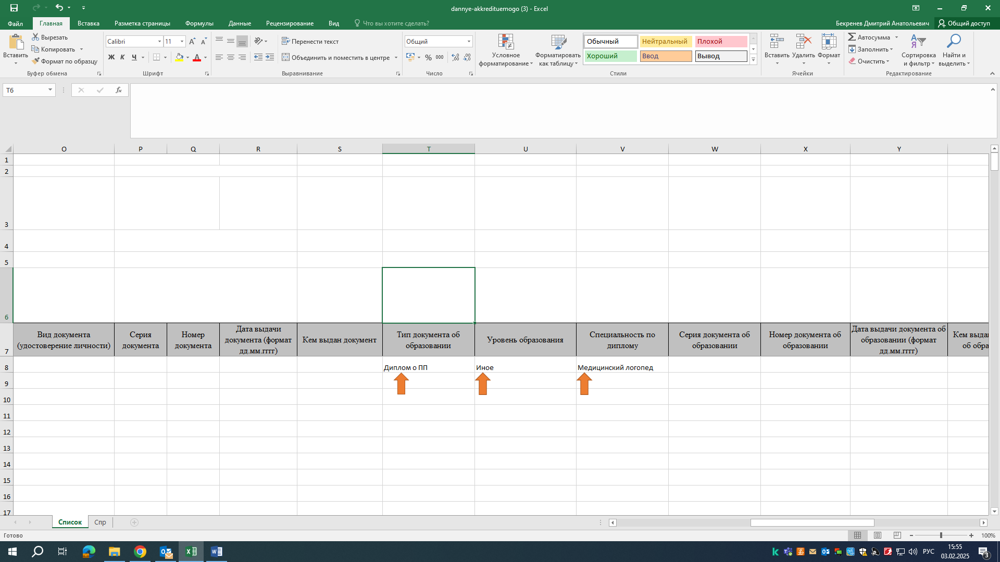 dannye-akkredituemogo (3) - Excel
Файл Главная Вставка Разметка страницы Формулы Данные Рецензирование Вид Что вы хотите сделать? Бекренев Дмитрий Анатольевич Общий доступ
Вставить
Вырезать
Копировать
Формат по образцу
Буфер обмена
Calibri 11
Ж К Ч
Шрифт
Перенести текст
Объединить и поместить в центре
Выравнивание
Общий
% 000
Число
Условное форматирование
Форматировать как таблицу
Обычный Нейтральный Плохой
Хороший Ввод Вывод
Стили
Вставить Удалить Формат
Ячейки
Автосумма
Заполнить
Очистить
Сортировка и фильтр
Найти и выделить
Редактирование
T6
fx
O P Q R S T U V W X Y
1
2
3
4
5
6
7 Вид документа (удостоверение личности) Серия документа Номер документа Дата выдачи документа (формат дд.мм.гггг) Кем выдан документ Тип документа об образовании Уровень образования Специальность по диплому Серия документа об образовании Номер документа об образовании Дата выдачи документа об образовании (формат дд.мм.гггг)
8 Диплом о ПП Иное Медицинский логопед
9
10
11
12
13
14
15
16
17
Список Спр
Готово
100%
РУС
15:55
03.02.2025
3